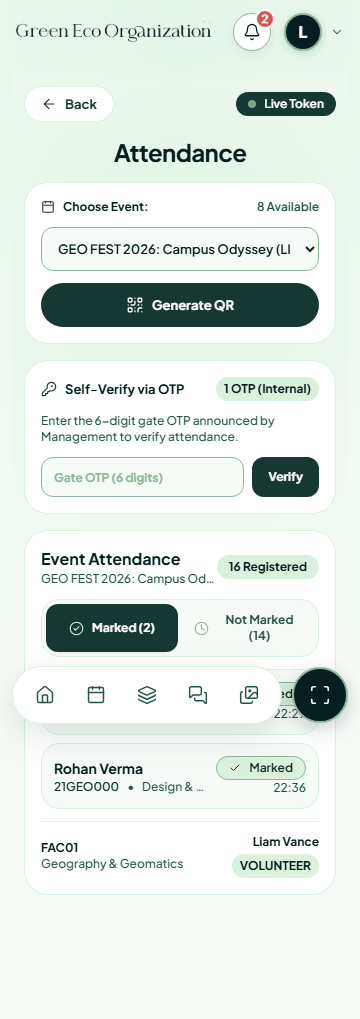 Green Eco Organization
2
L
Back
Live Token
Attendance
Choose Event:
8 Available
GEO FEST 2026: Campus Odyssey (LI
Generate QR
Self-Verify via OTP
1 OTP (Internal)
Enter the 6-digit gate OTP announced by
Management to verify attendance.
Gate OTP (6 digits)
Verify
Event Attendance
GEO FEST 2026: Campus Od...
16 Registered
Marked (2)
Not Marked
(14)
Rohan Verma
Marked
21GEO000 • Design & ...
22:36
FAC01
Liam Vance
Geography & Geomatics
VOLUNTEER